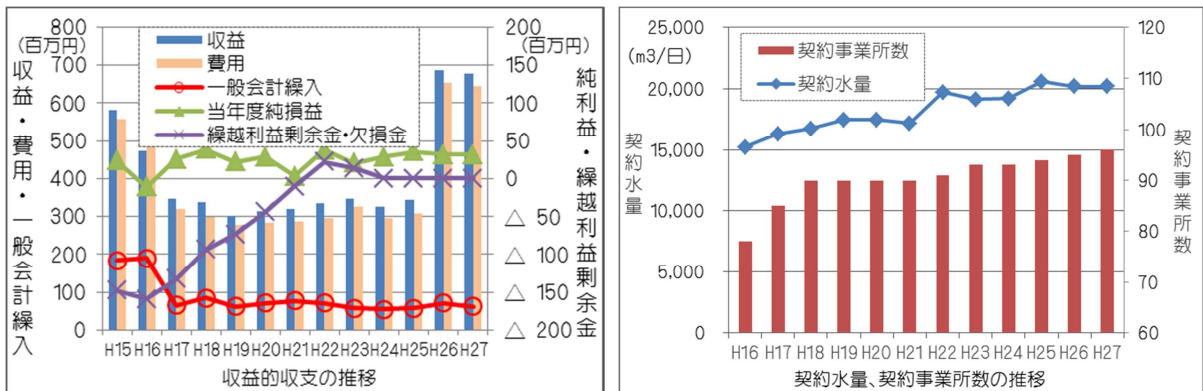 800
（百万円）
700
600
500
400
300
200
100
0
収益・費用・一般会計繰入
収益
費用
一般会計繰入
当年度純損益
繰越利益剰余金・欠損金
200
（百万円）
150
100
50
0
△ 50
△ 100
△ 150
△ 200
純利益・繰越利益剰余金
H15 H16 H17 H18 H19 H20 H21 H22 H23 H24 H25 H26 H27
収益的収支の推移
25,000
(m3/日)
20,000
15,000
10,000
5,000
0
契約水量
契約事業所数
契約水量
120
110
100
90
80
70
60
契約事業所数
H16 H17 H18 H19 H20 H21 H22 H23 H24 H25 H26 H27
契約水量、契約事業所数の推移